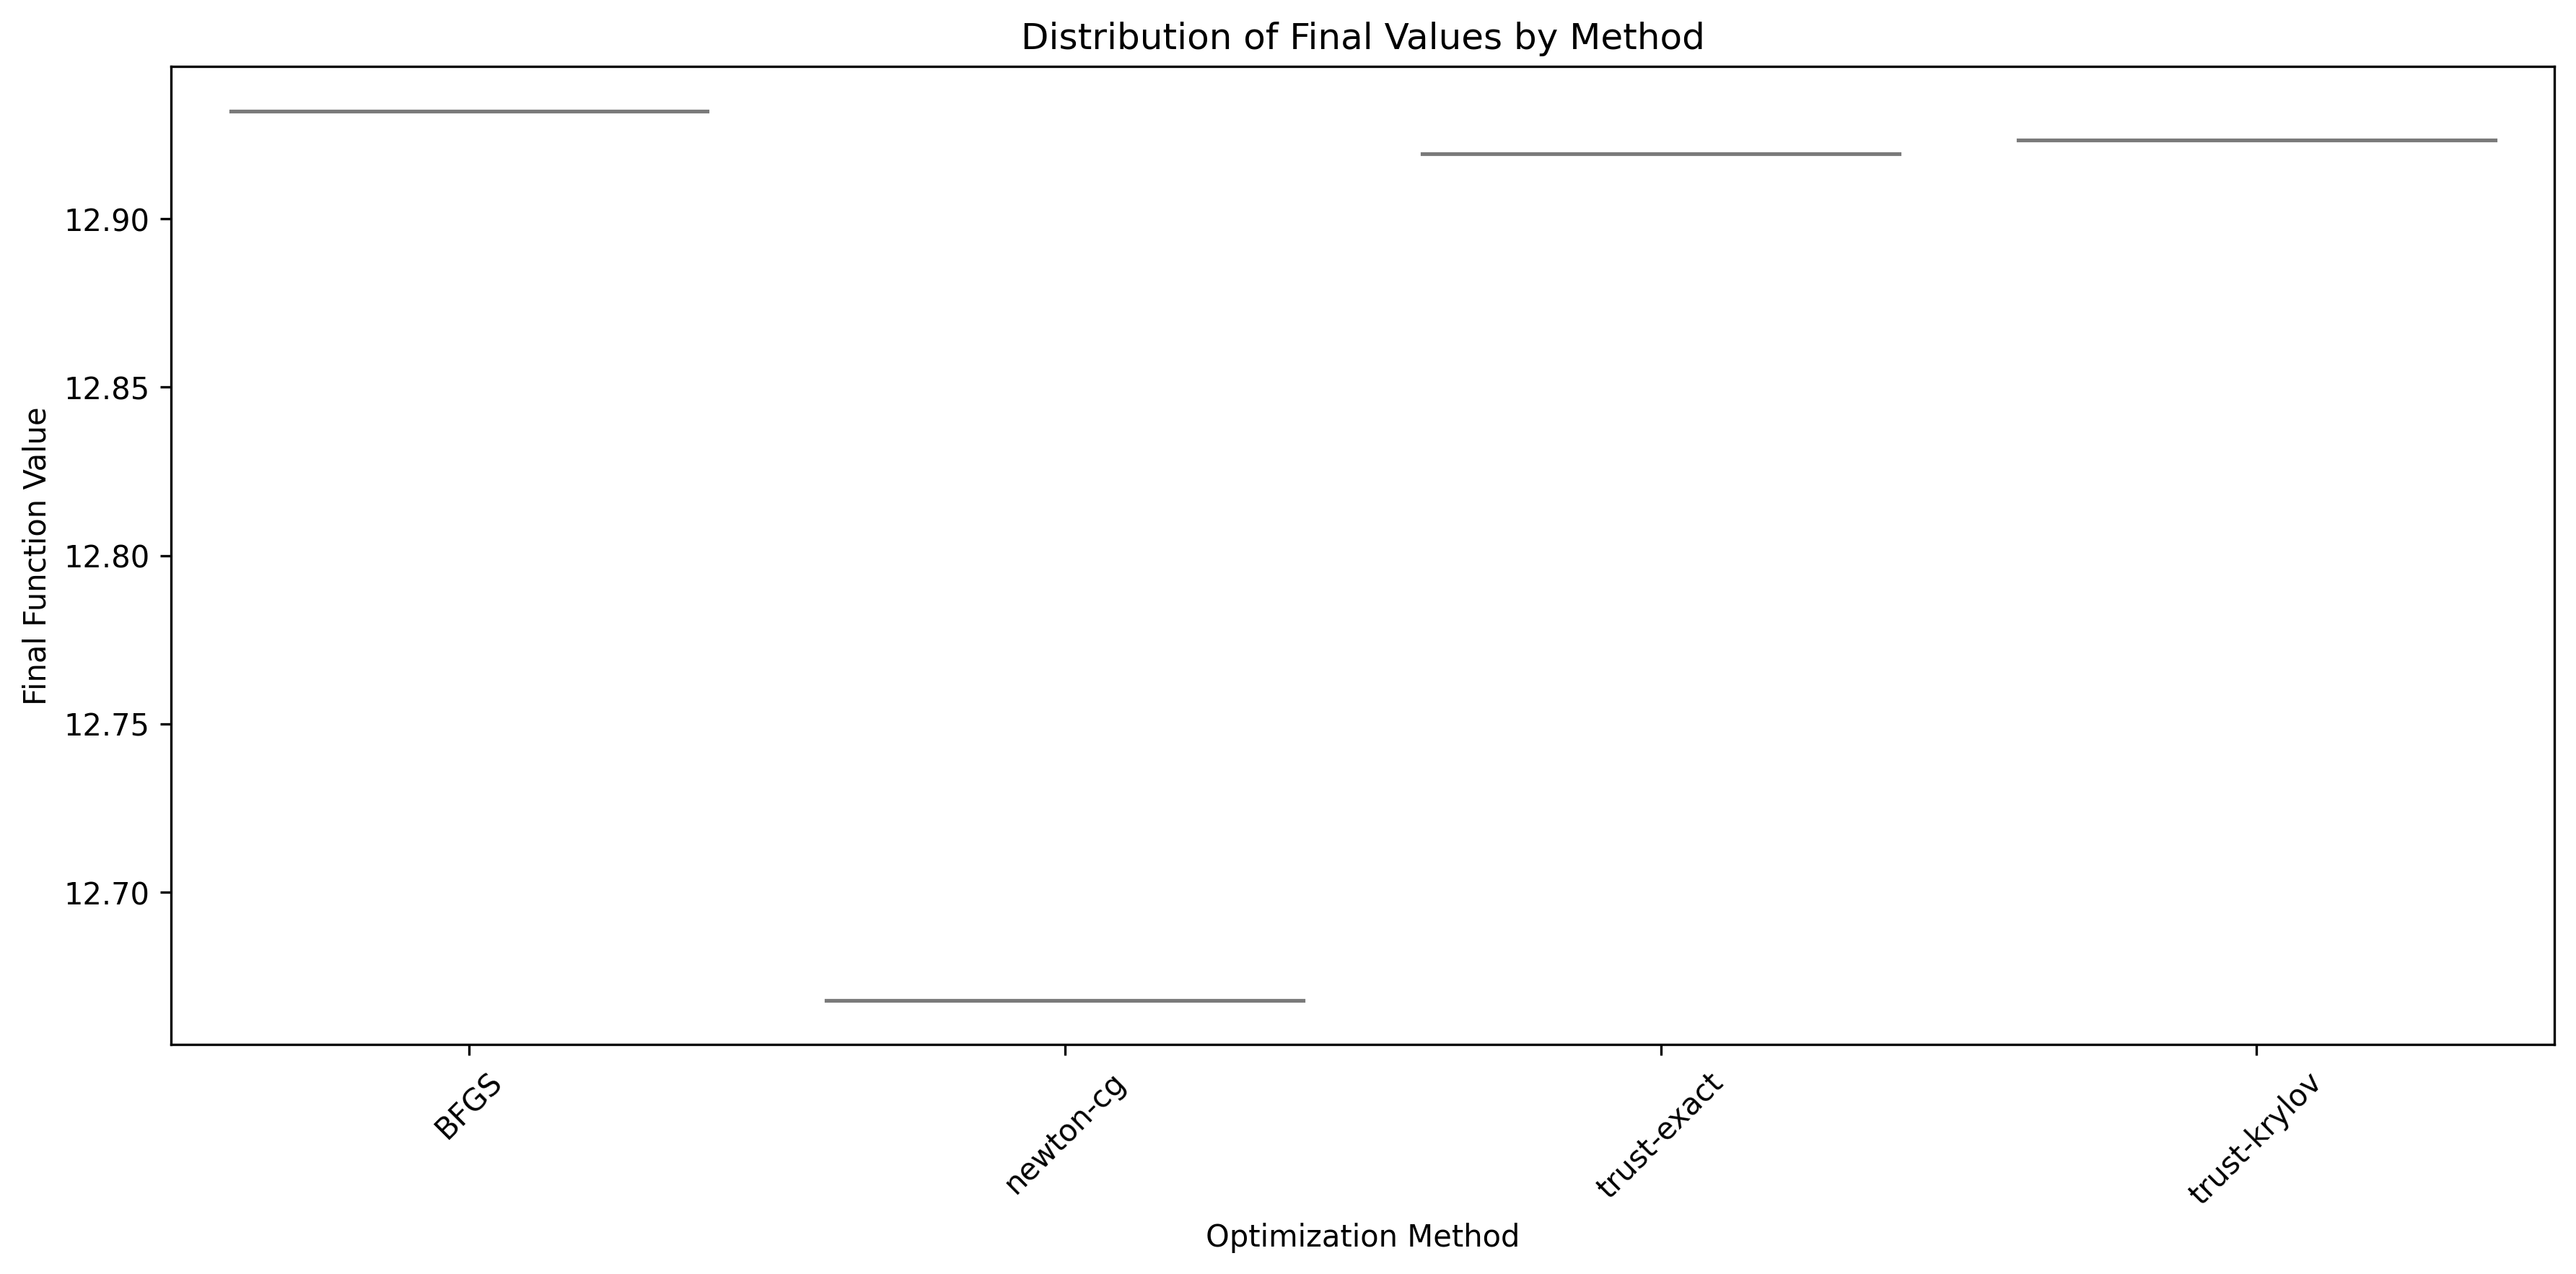 Distribution of Final Values by Method
Final Function Value
12.90
12.85
12.80
12.75
12.70
BFGS
newton-cg
trust-exact
trust-krylov
Optimization Method